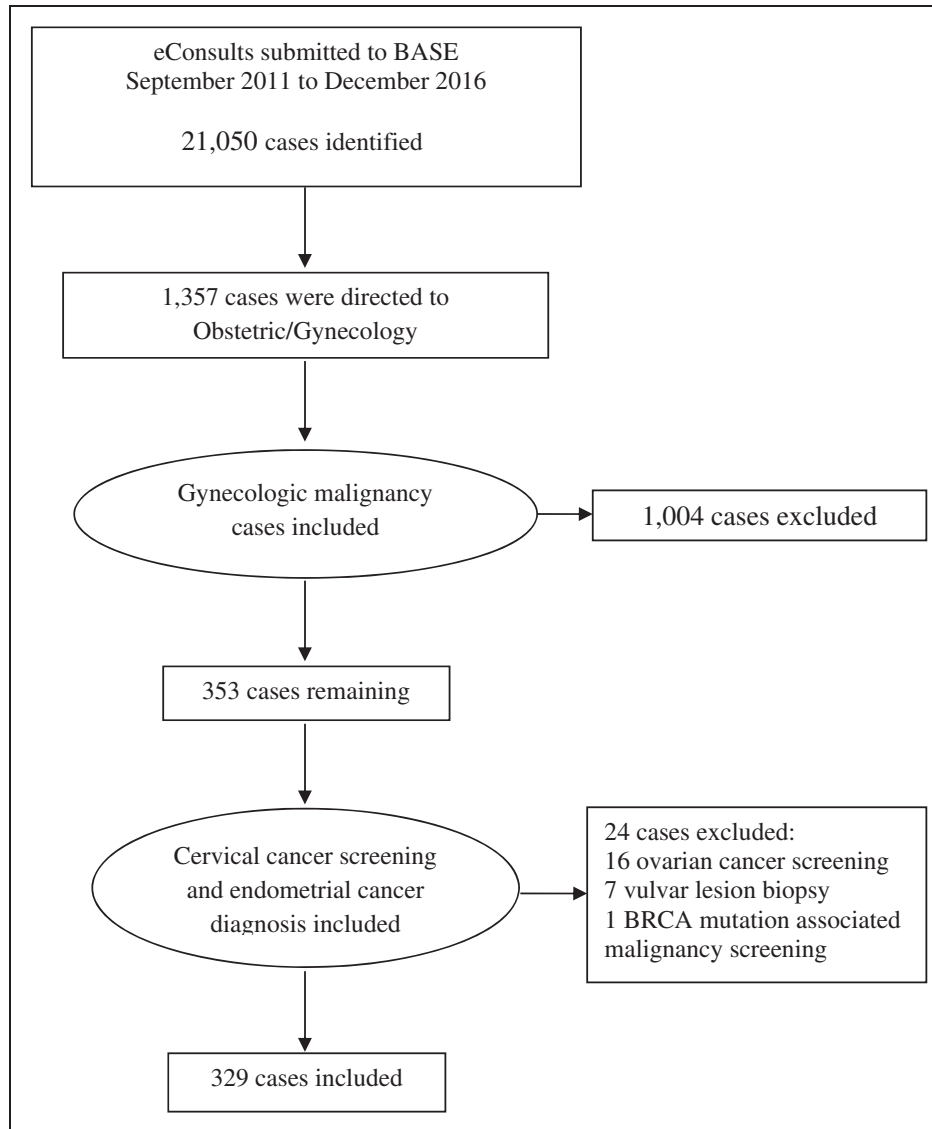 eConsults submitted to BASE
September 2011 to December 2016
21,050 cases identified
1,357 cases were directed to
Obstetric/Gynecology
Gynecologic malignancy
cases included
1,004 cases excluded
353 cases remaining
Cervical cancer screening
and endometrial cancer
diagnosis included
24 cases excluded:
16 ovarian cancer screening
7 vulvar lesion biopsy
1 BRCA mutation associated
malignancy screening
329 cases included